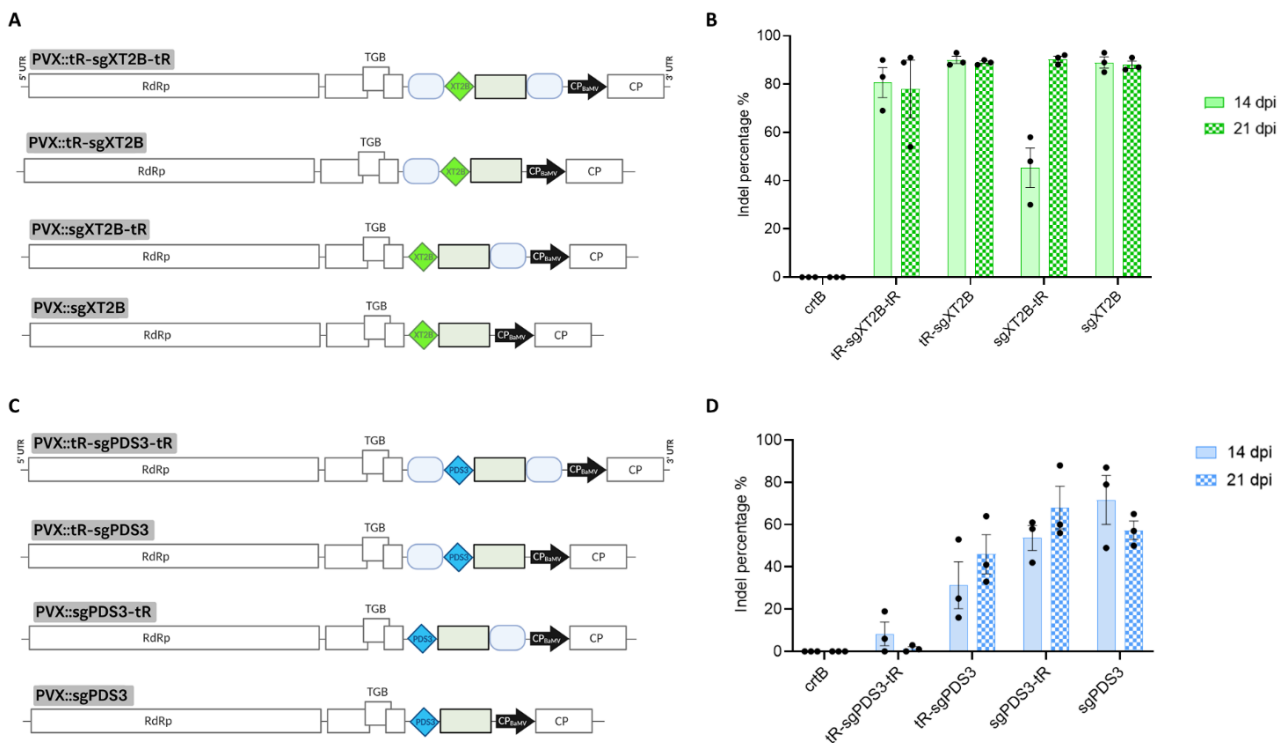 A
PVX::tR-sgXT2B-tR
5' UTR
TGB
3' UTR
RdRp
XT2B
CPBaMV
CP
PVX::tR-sgXT2B
TGB
RdRp
XT2B
CPBaMV
CP
PVX::sgXT2B-tR
TGB
RdRp
XT2B
CPBaMV
CP
PVX::sgXT2B
TGB
RdRp
XT2B
CPBaMV
CP
B
Indel percentage %
100
80
60
40
20
0
crtB
tR-sgXT2B-tR
tR-sgXT2B
sgXT2B-tR
sgXT2B
14 dpi
21 dpi
C
PVX::tR-sgPDS3-tR
5' UTR
TGB
3' UTR
RdRp
PDS3
CPBaMV
CP
PVX::tR-sgPDS3
TGB
RdRp
PDS3
CPBaMV
CP
PVX::sgPDS3-tR
TGB
RdRp
PDS3
CPBaMV
CP
PVX::sgPDS3
TGB
RdRp
PDS3
CPBaMV
CP
D
Indel percentage %
100
80
60
40
20
0
crtB
tR-sgPDS3-tR
tR-sgPDS3
sgPDS3-tR
sgPDS3
14 dpi
21 dpi